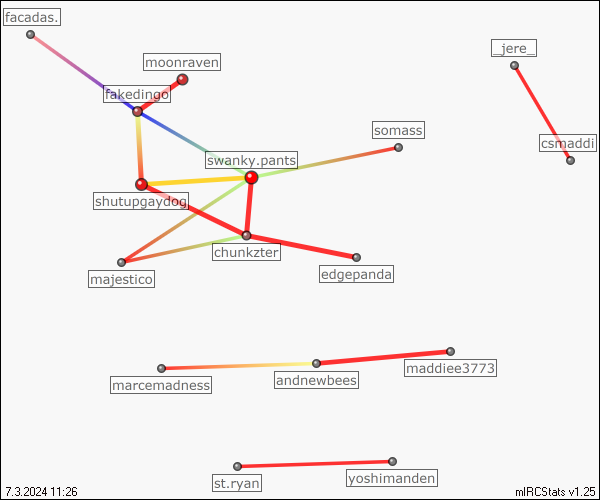 facadas.
_jere_
moonraven
fakedingo
somass
csmaddi
swanky.pants
shutupgaydog
chunkzter
edgepanda
majestico
maddiee3773
andnewbees
marcemadness
yoshimanden
st.ryan
7.3.2024 11:26
mIRCStats v1.25